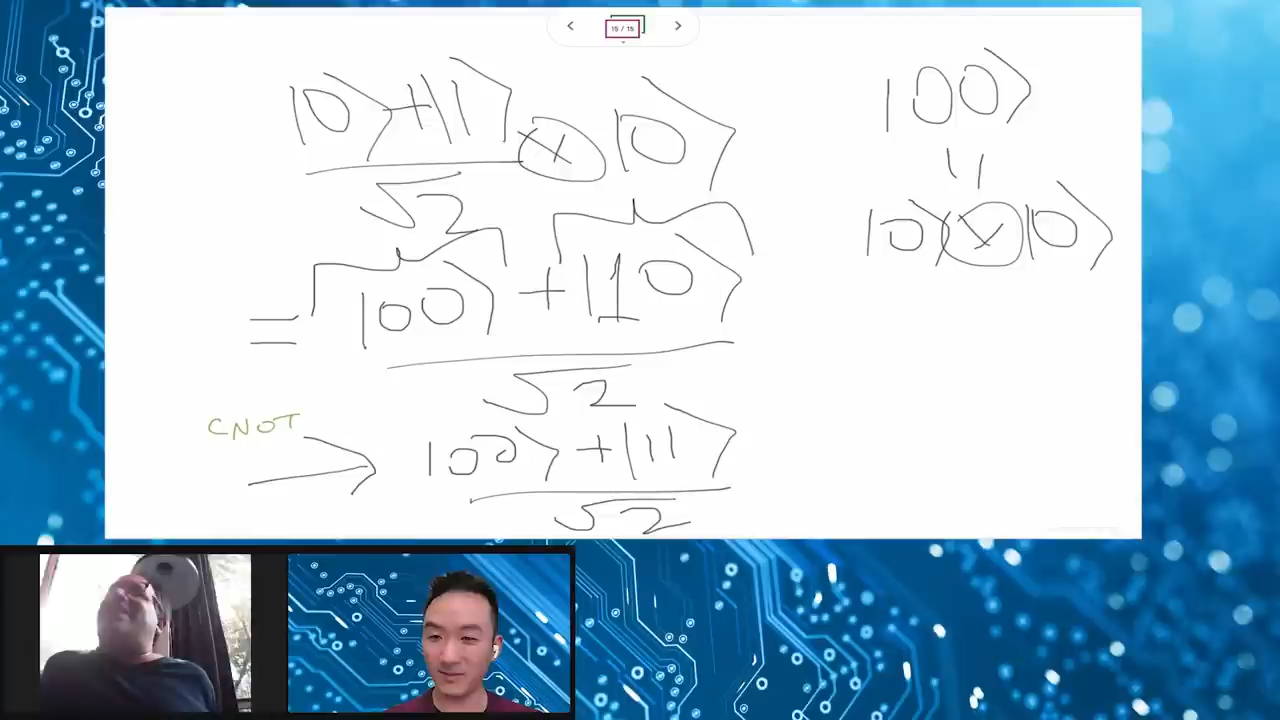 15 / 15
|0⟩+|1⟩ ⊗ |0⟩
√2
= |00⟩ + |10⟩
√2
CNOT → |00⟩ + |11⟩
√2
|00⟩
=
|0⟩ ⊗ |0⟩